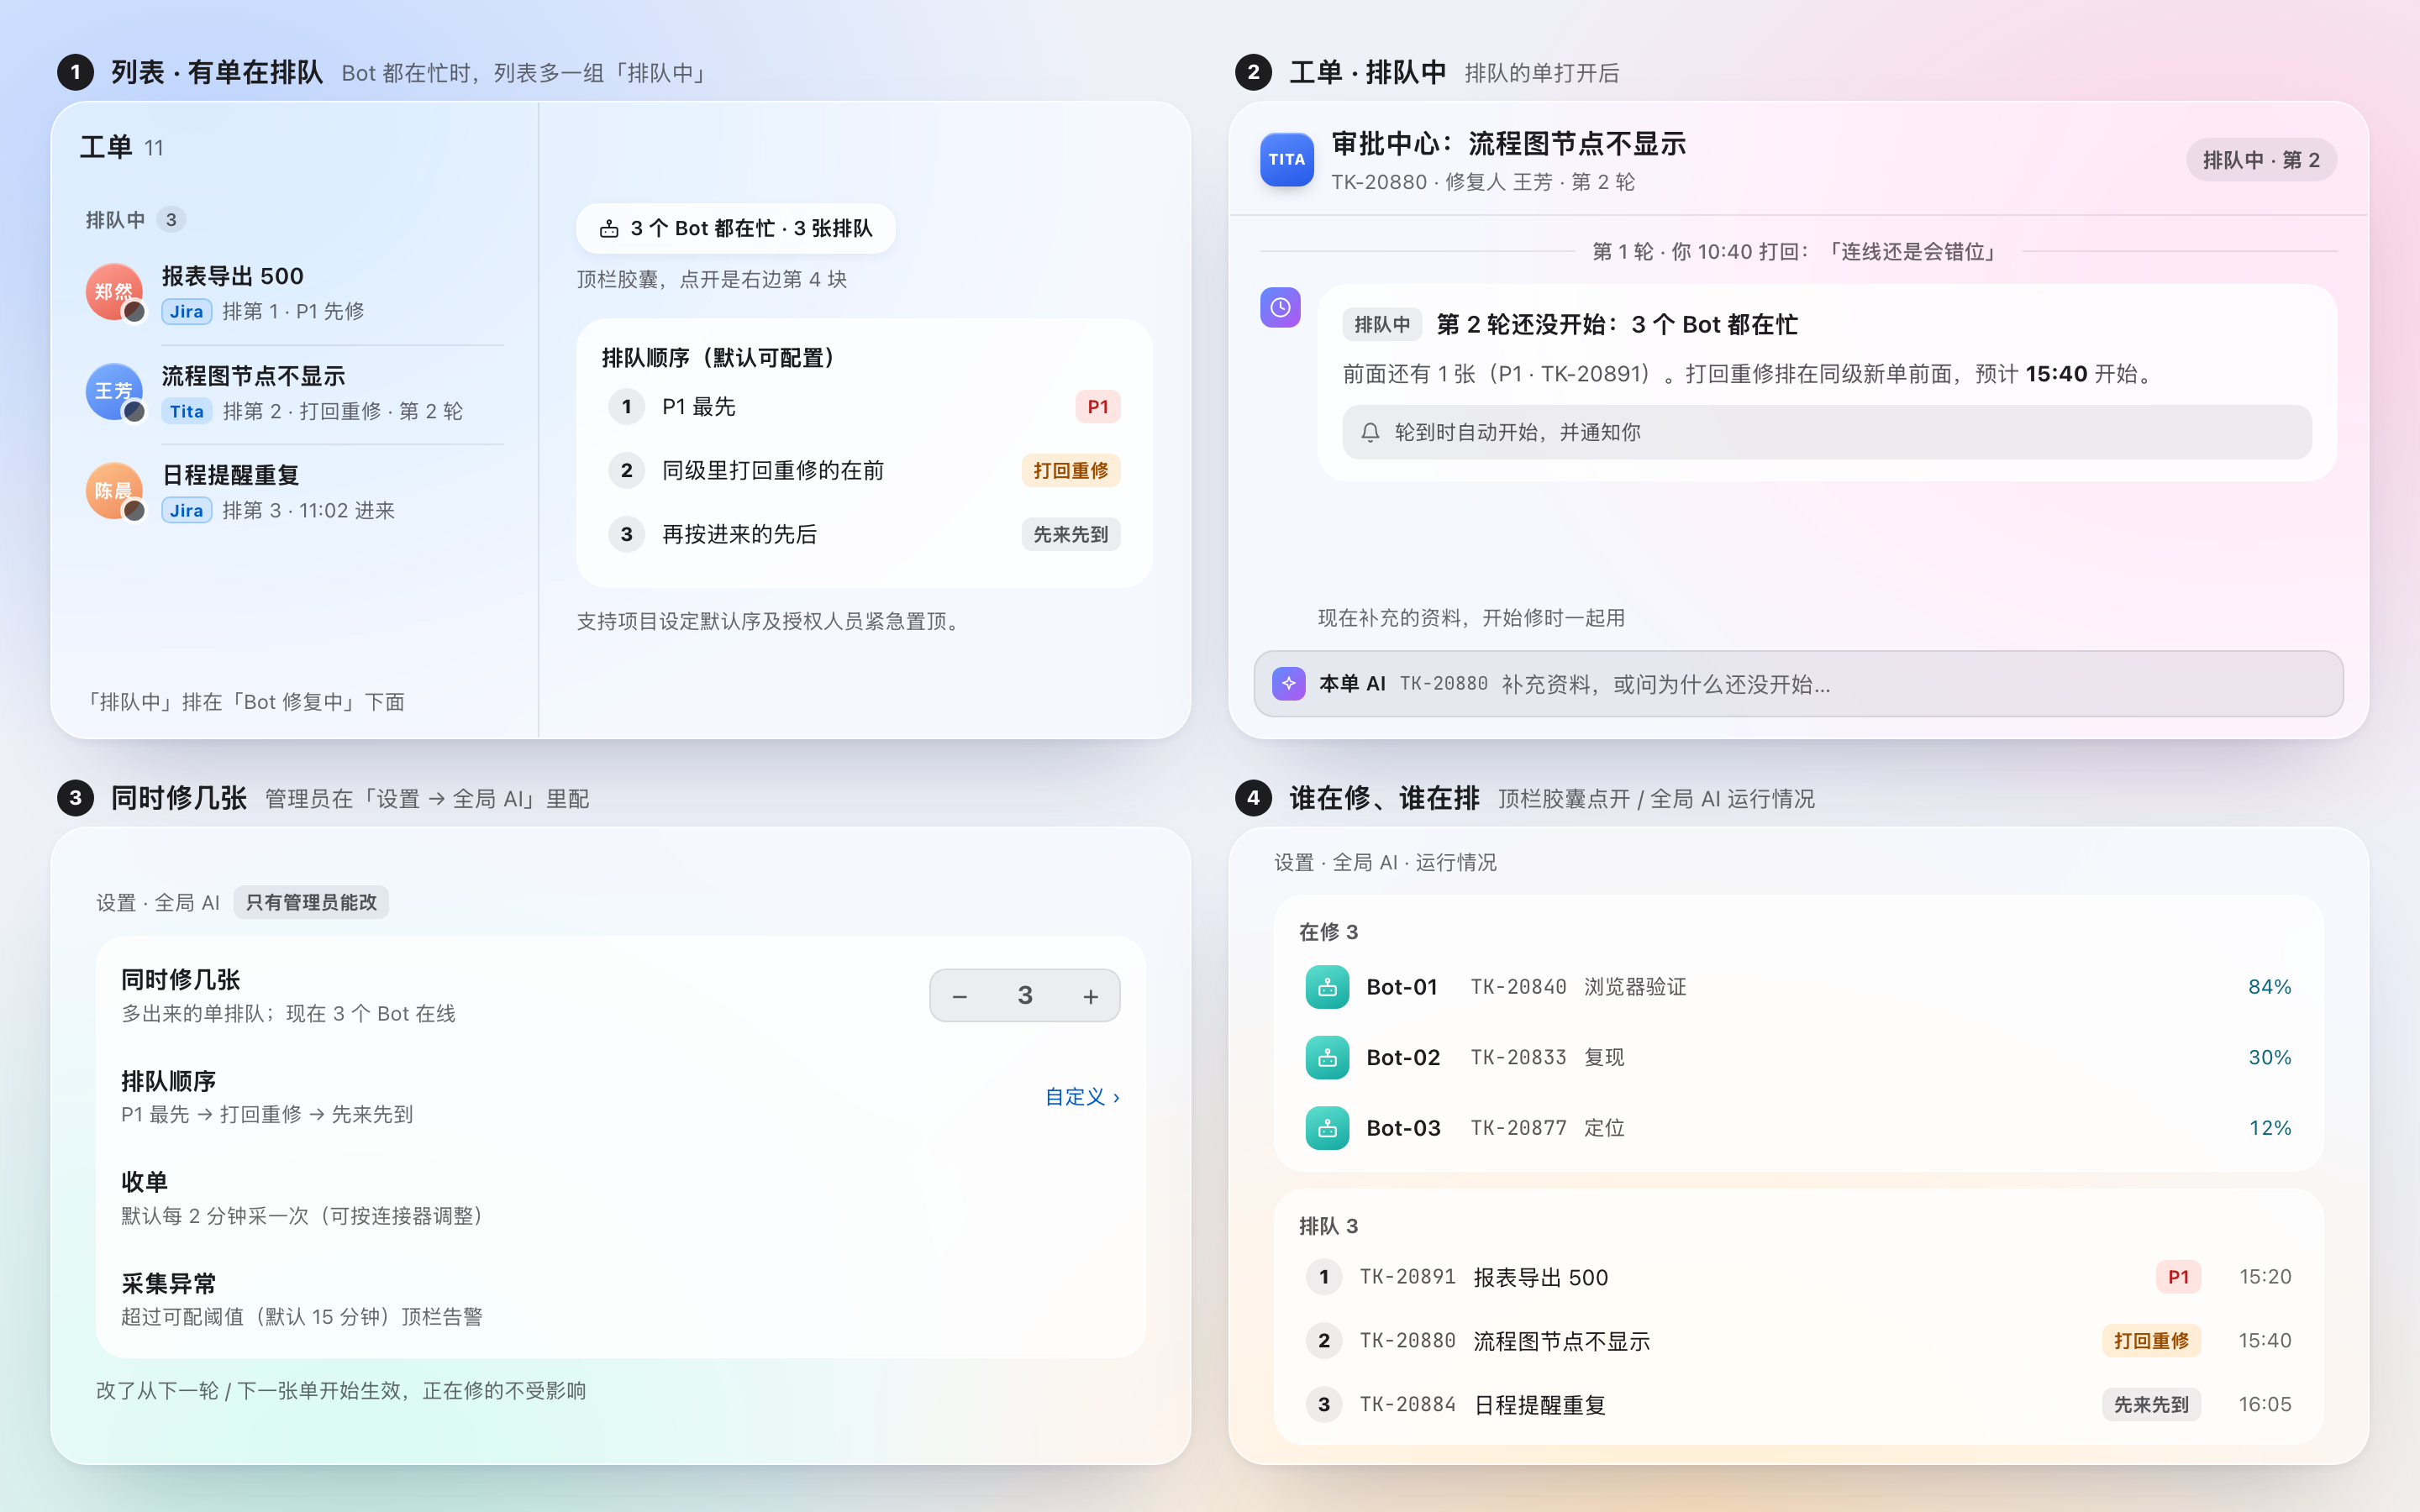 1 列表 · 有单在排队 Bot 都在忙时，列表多一组「排队中」
工单 11
排队中 3
郑然 报表导出 500
Jira 排第 1 · P1 先修
王芳 流程图节点不显示
Tita 排第 2 · 打回重修 · 第 2 轮
陈晨 日程提醒重复
Jira 排第 3 · 11:02 进来
「排队中」排在「Bot 修复中」下面
3 个 Bot 都在忙 · 3 张排队
顶栏胶囊，点开是右边第 4 块
排队顺序（默认可配置）
1 P1 最先 P1
2 同级里打回重修的在前 打回重修
3 再按进来的先后 先来先到
支持项目设定默认序及授权人员紧急置顶。
2 工单 · 排队中 排队的单打开后
TITA 审批中心：流程图节点不显示
TK-20880 · 修复人 王芳 · 第 2 轮
排队中 · 第 2
第 1 轮 · 你 10:40 打回：「连线还是会错位」
排队中 第 2 轮还没开始：3 个 Bot 都在忙
前面还有 1 张（P1 · TK-20891）。打回重修排在同级新单前面，预计 15:40 开始。
轮到时自动开始，并通知你
现在补充的资料，开始修时一起用
本单 AI TK-20880 补充资料，或问为什么还没开始...
3 同时修几张 管理员在「设置 → 全局 AI」里配
设置 · 全局 AI 只有管理员能改
同时修几张
多出来的单排队；现在 3 个 Bot 在线
− 3 +
排队顺序
P1 最先 → 打回重修 → 先来先到
自定义 ›
收单
默认每 2 分钟采一次（可按连接器调整）
采集异常
超过可配阈值（默认 15 分钟）顶栏告警
改了从下一轮 / 下一张单开始生效，正在修的不受影响
4 谁在修、谁在排 顶栏胶囊点开 / 全局 AI 运行情况
设置 · 全局 AI · 运行情况
在修 3
Bot-01 TK-20840 浏览器验证 84%
Bot-02 TK-20833 复现 30%
Bot-03 TK-20877 定位 12%
排队 3
1 TK-20891 报表导出 500 P1 15:20
2 TK-20880 流程图节点不显示 打回重修 15:40
3 TK-20884 日程提醒重复 先来先到 16:05